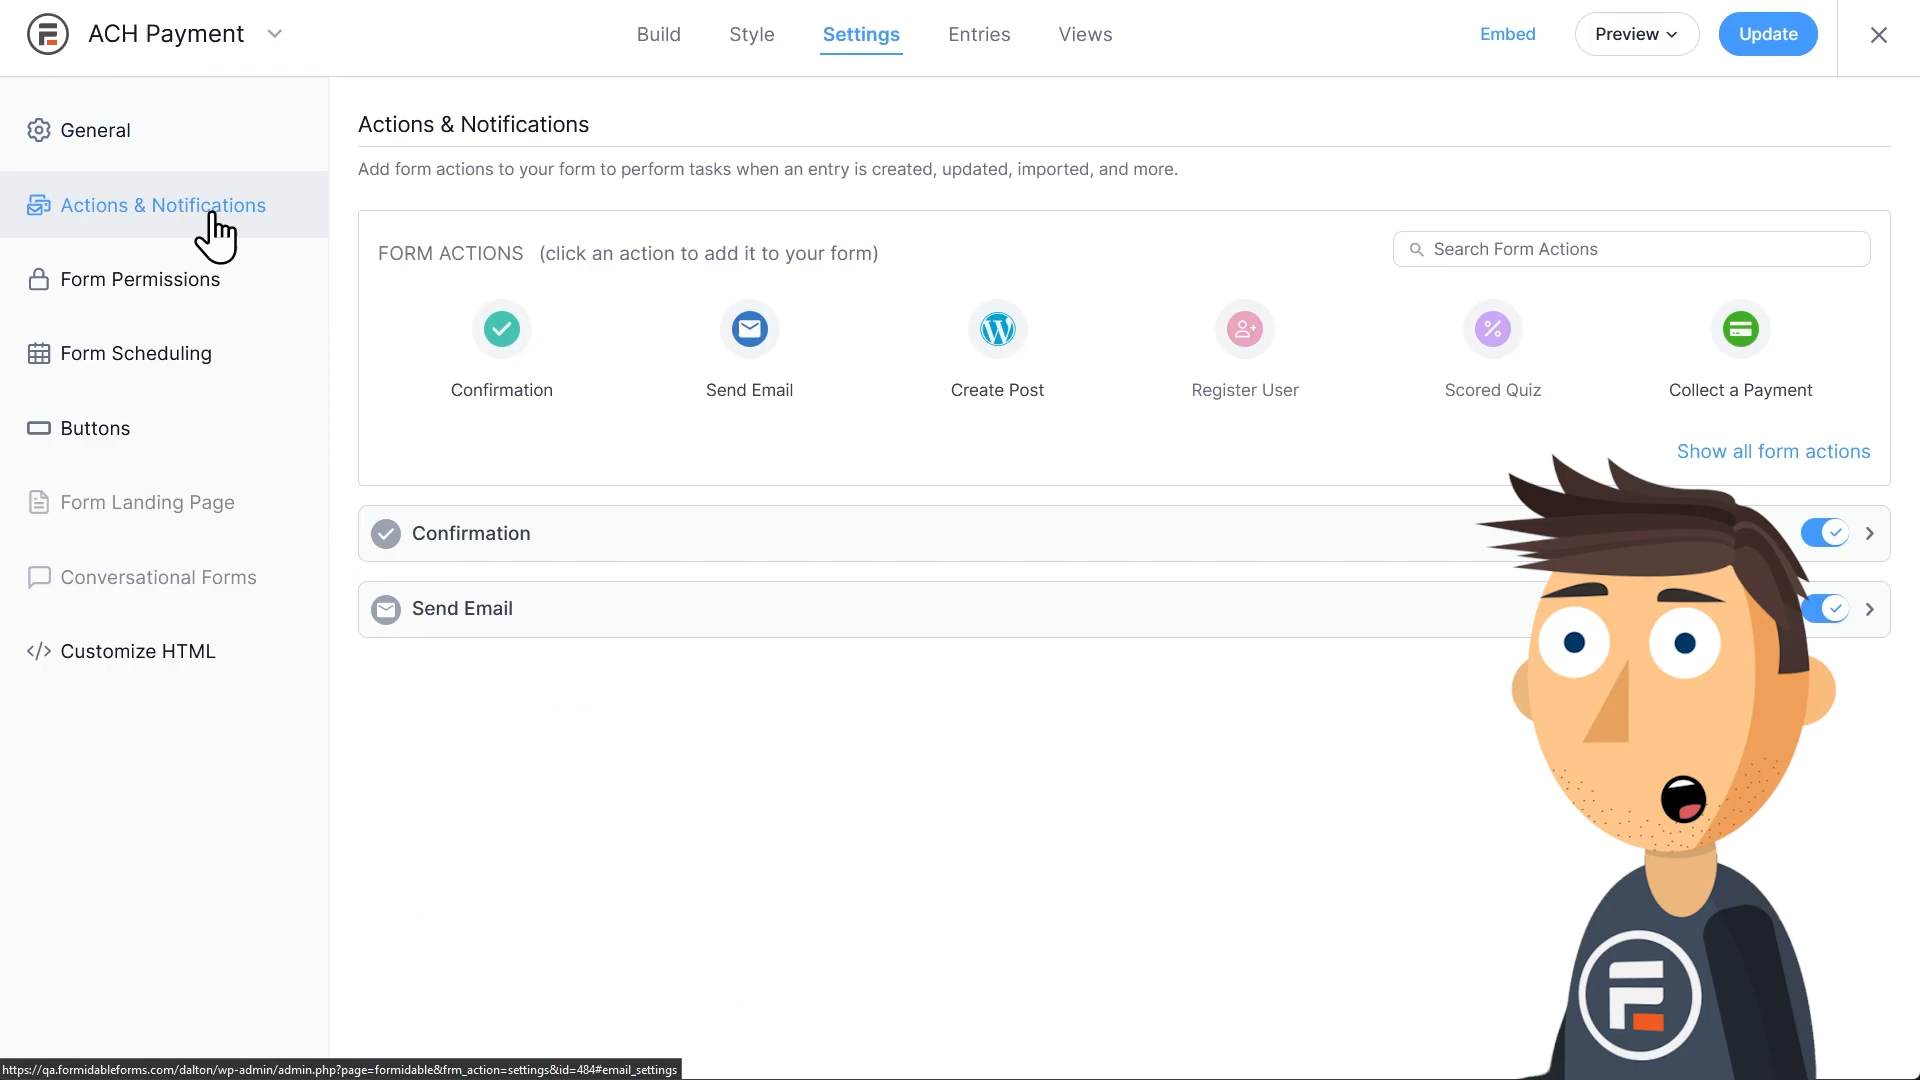 ACH Payment
Build
Style
Settings
Entries
Views
Embed
Preview
Update
General
Actions & Notifications
Form Permissions
Form Scheduling
Buttons
Form Landing Page
Conversational Forms
Customize HTML
Actions & Notifications
Add form actions to your form to perform tasks when an entry is created, updated, imported, and more.
FORM ACTIONS (click an action to add it to your form)
Search Form Actions
Confirmation
Send Email
Create Post
Register User
Scored Quiz
Collect a Payment
Show all form actions
Confirmation
Send Email
https://qa.formidableforms.com/dalton/wp-admin/admin.php?page=formidable&frm_action=settings&id=484#email_settings